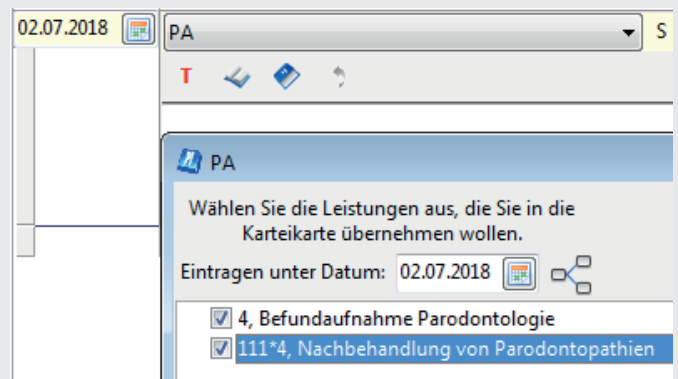 02.07.2018 PA S
T
PA
Wählen Sie die Leistungen aus, die Sie in die
Karteikarte übernehmen wollen.
Eintragen unter Datum: 02.07.2018
4, Befundaufnahme Parodontologie
111*4, Nachbehandlung von Parodontopathien